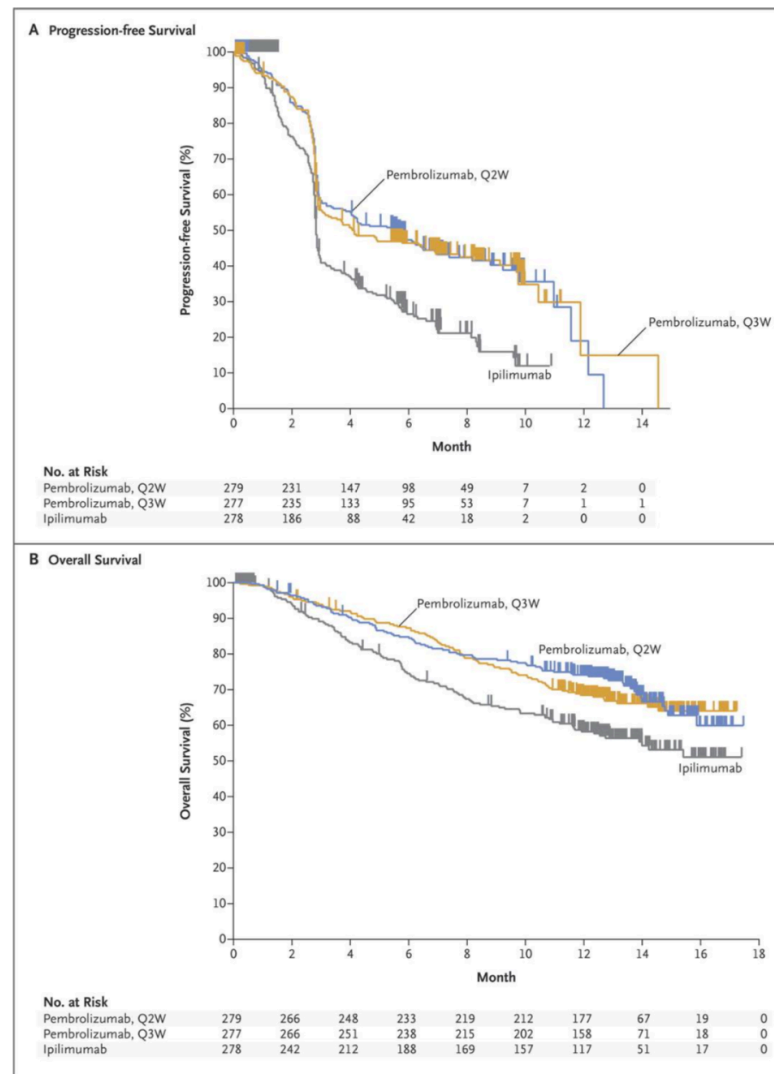 A Progression-free Survival
100
90
80
70
60
50
40
30
20
10
0
Progression-free Survival (%)
Pembrolizumab, Q2W
Pembrolizumab, Q3W
Ipilimumab
0 2 4 6 8 10 12 14
Month
No. at Risk
Pembrolizumab, Q2W 279 231 147 98 49 7 2 0
Pembrolizumab, Q3W 277 235 133 95 53 7 1 1
Ipilimumab 278 186 88 42 18 2 0 0
B Overall Survival
100
90
80
70
60
50
40
30
20
10
0
Overall Survival (%)
Pembrolizumab, Q3W
Pembrolizumab, Q2W
Ipilimumab
0 2 4 6 8 10 12 14 16 18
Month
No. at Risk
Pembrolizumab, Q2W 279 266 248 233 219 212 177 67 19 0
Pembrolizumab, Q3W 277 266 251 238 215 202 158 71 18 0
Ipilimumab 278 242 212 188 169 157 117 51 17 0